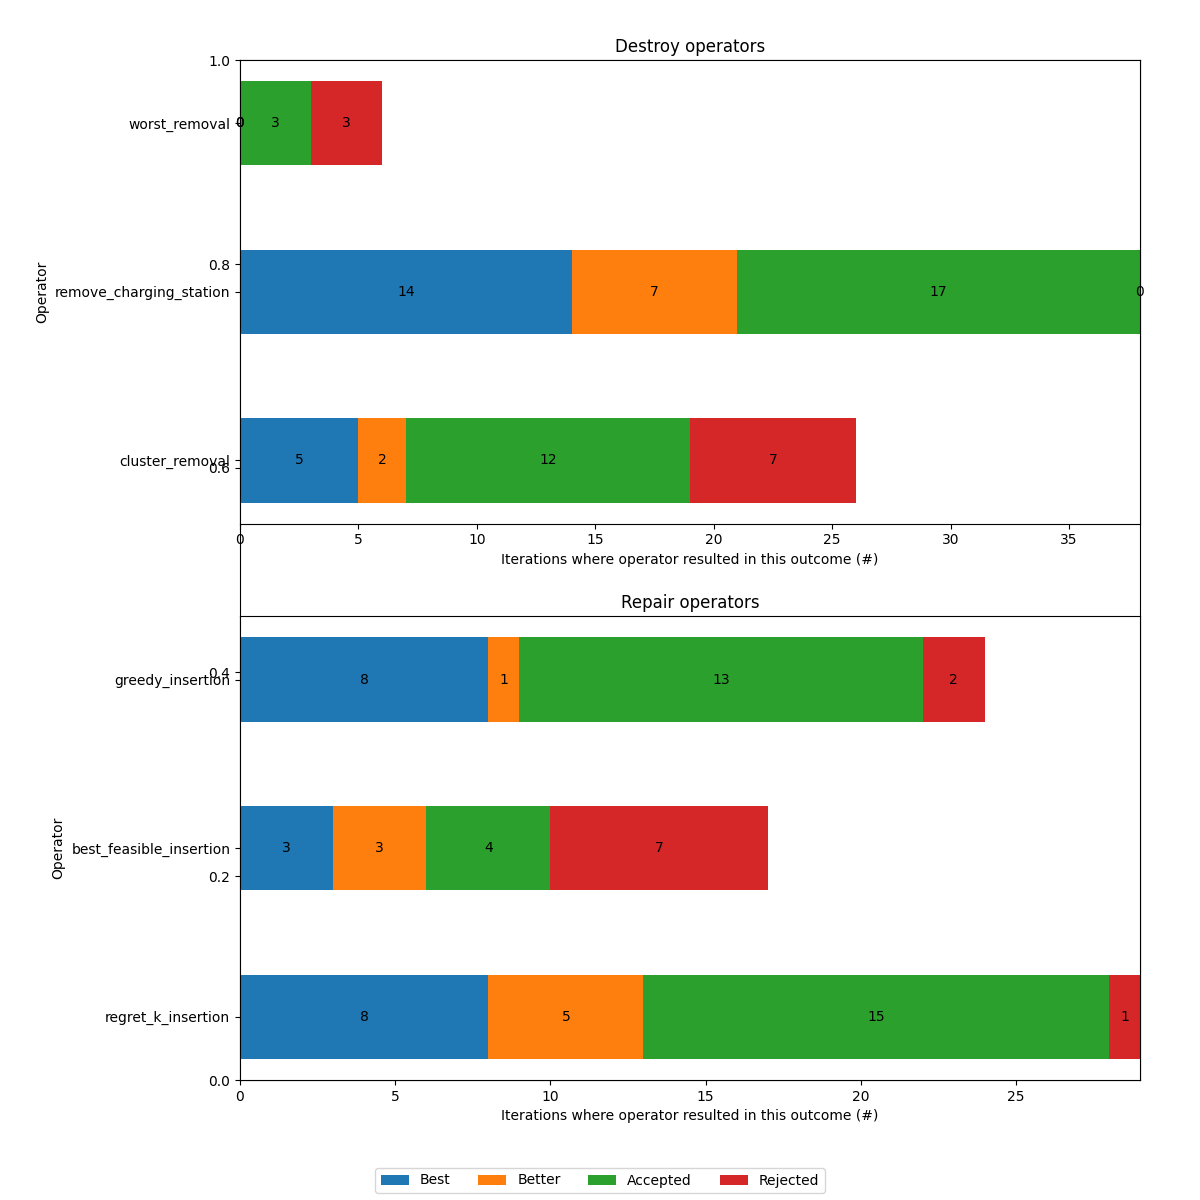 Destroy operators
1.0
worst_removal
0
0
3
3
0.8
Operator
remove_charging_station
14
7
17
0
cluster_removal
0.6
5
2
12
7
0
5
10
15
20
25
30
35
Iterations where operator resulted in this outcome (#)
Repair operators
0.4
greedy_insertion
8
1
13
2
Operator
best_feasible_insertion
3
3
4
7
0.2
regret_k_insertion
8
5
15
1
0.0
0
5
10
15
20
25
Iterations where operator resulted in this outcome (#)
Best
Better
Accepted
Rejected